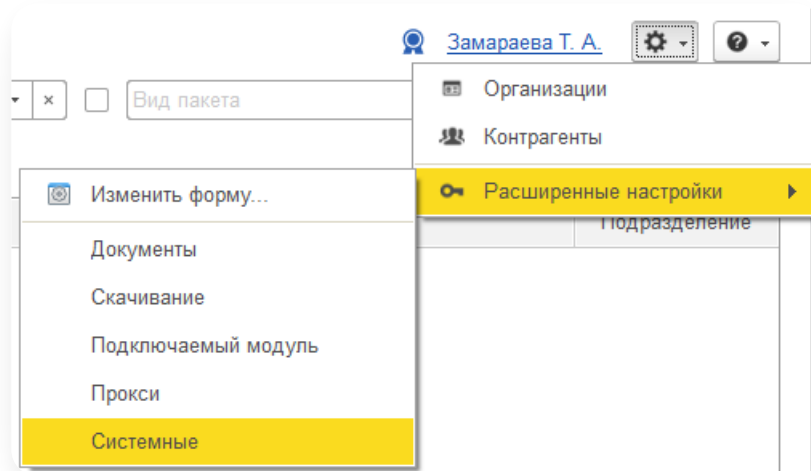 Замараева Т. А.
Вид пакета
Организации
Контрагенты
Расширенные настройки
Подразделение
Изменить форму...
Документы
Скачивание
Подключаемый модуль
Прокси
Системные